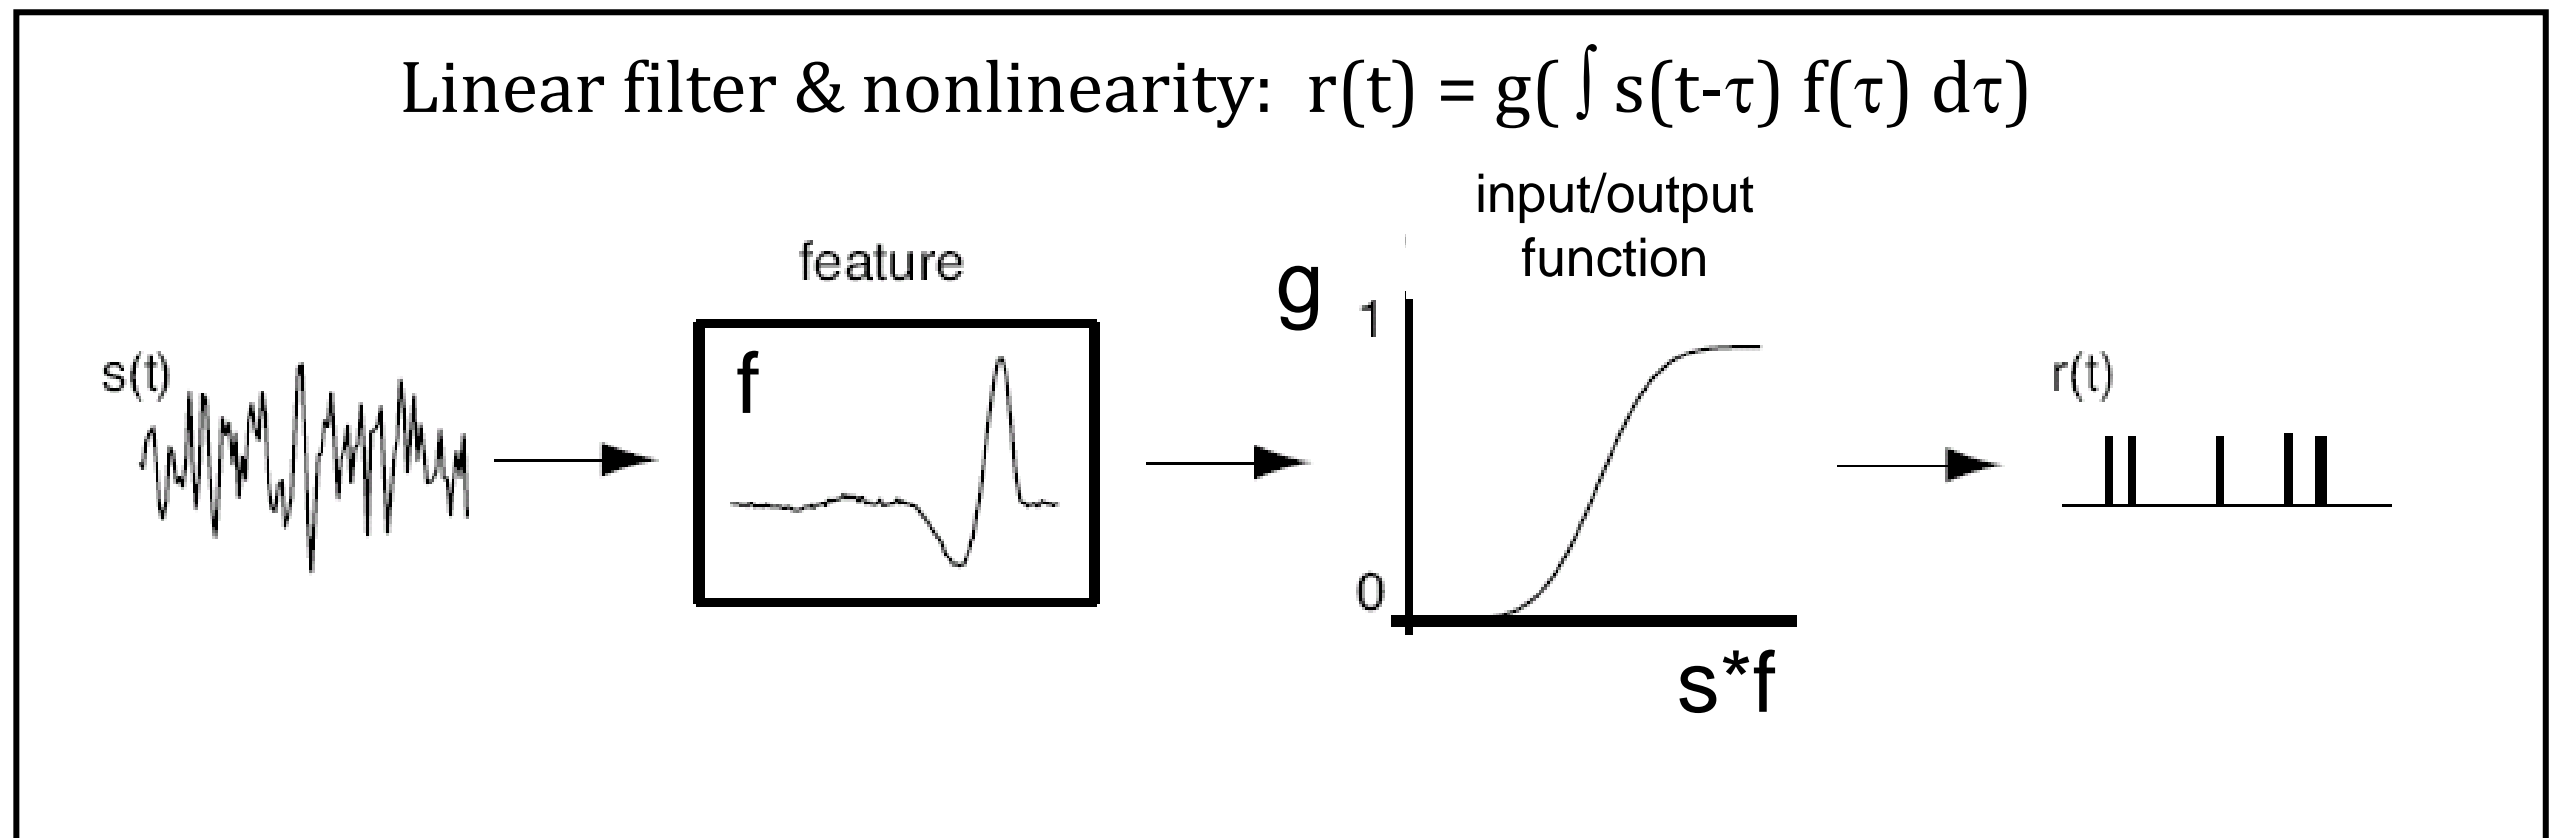 Linear filter & nonlinearity: r(t) = g( ∫ s(t-τ) f(τ) dτ)
input/output
function
feature
g
1
s(t)
f
r(t)
0
s*f